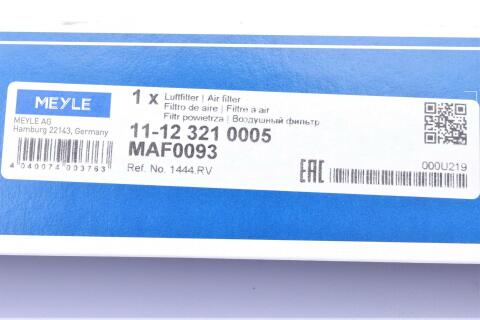 MEYLE
MEYLE AG
Hamburg 22143, Germany
4 040074 003763
1 x Luftfilter | Air filter
Filtro de aire | Filtre à air
Filtr powietrza | Воздушный фильтр
11-12 321 0005
MAF0093
Ref. No. 1444.RV
EAC
000U219